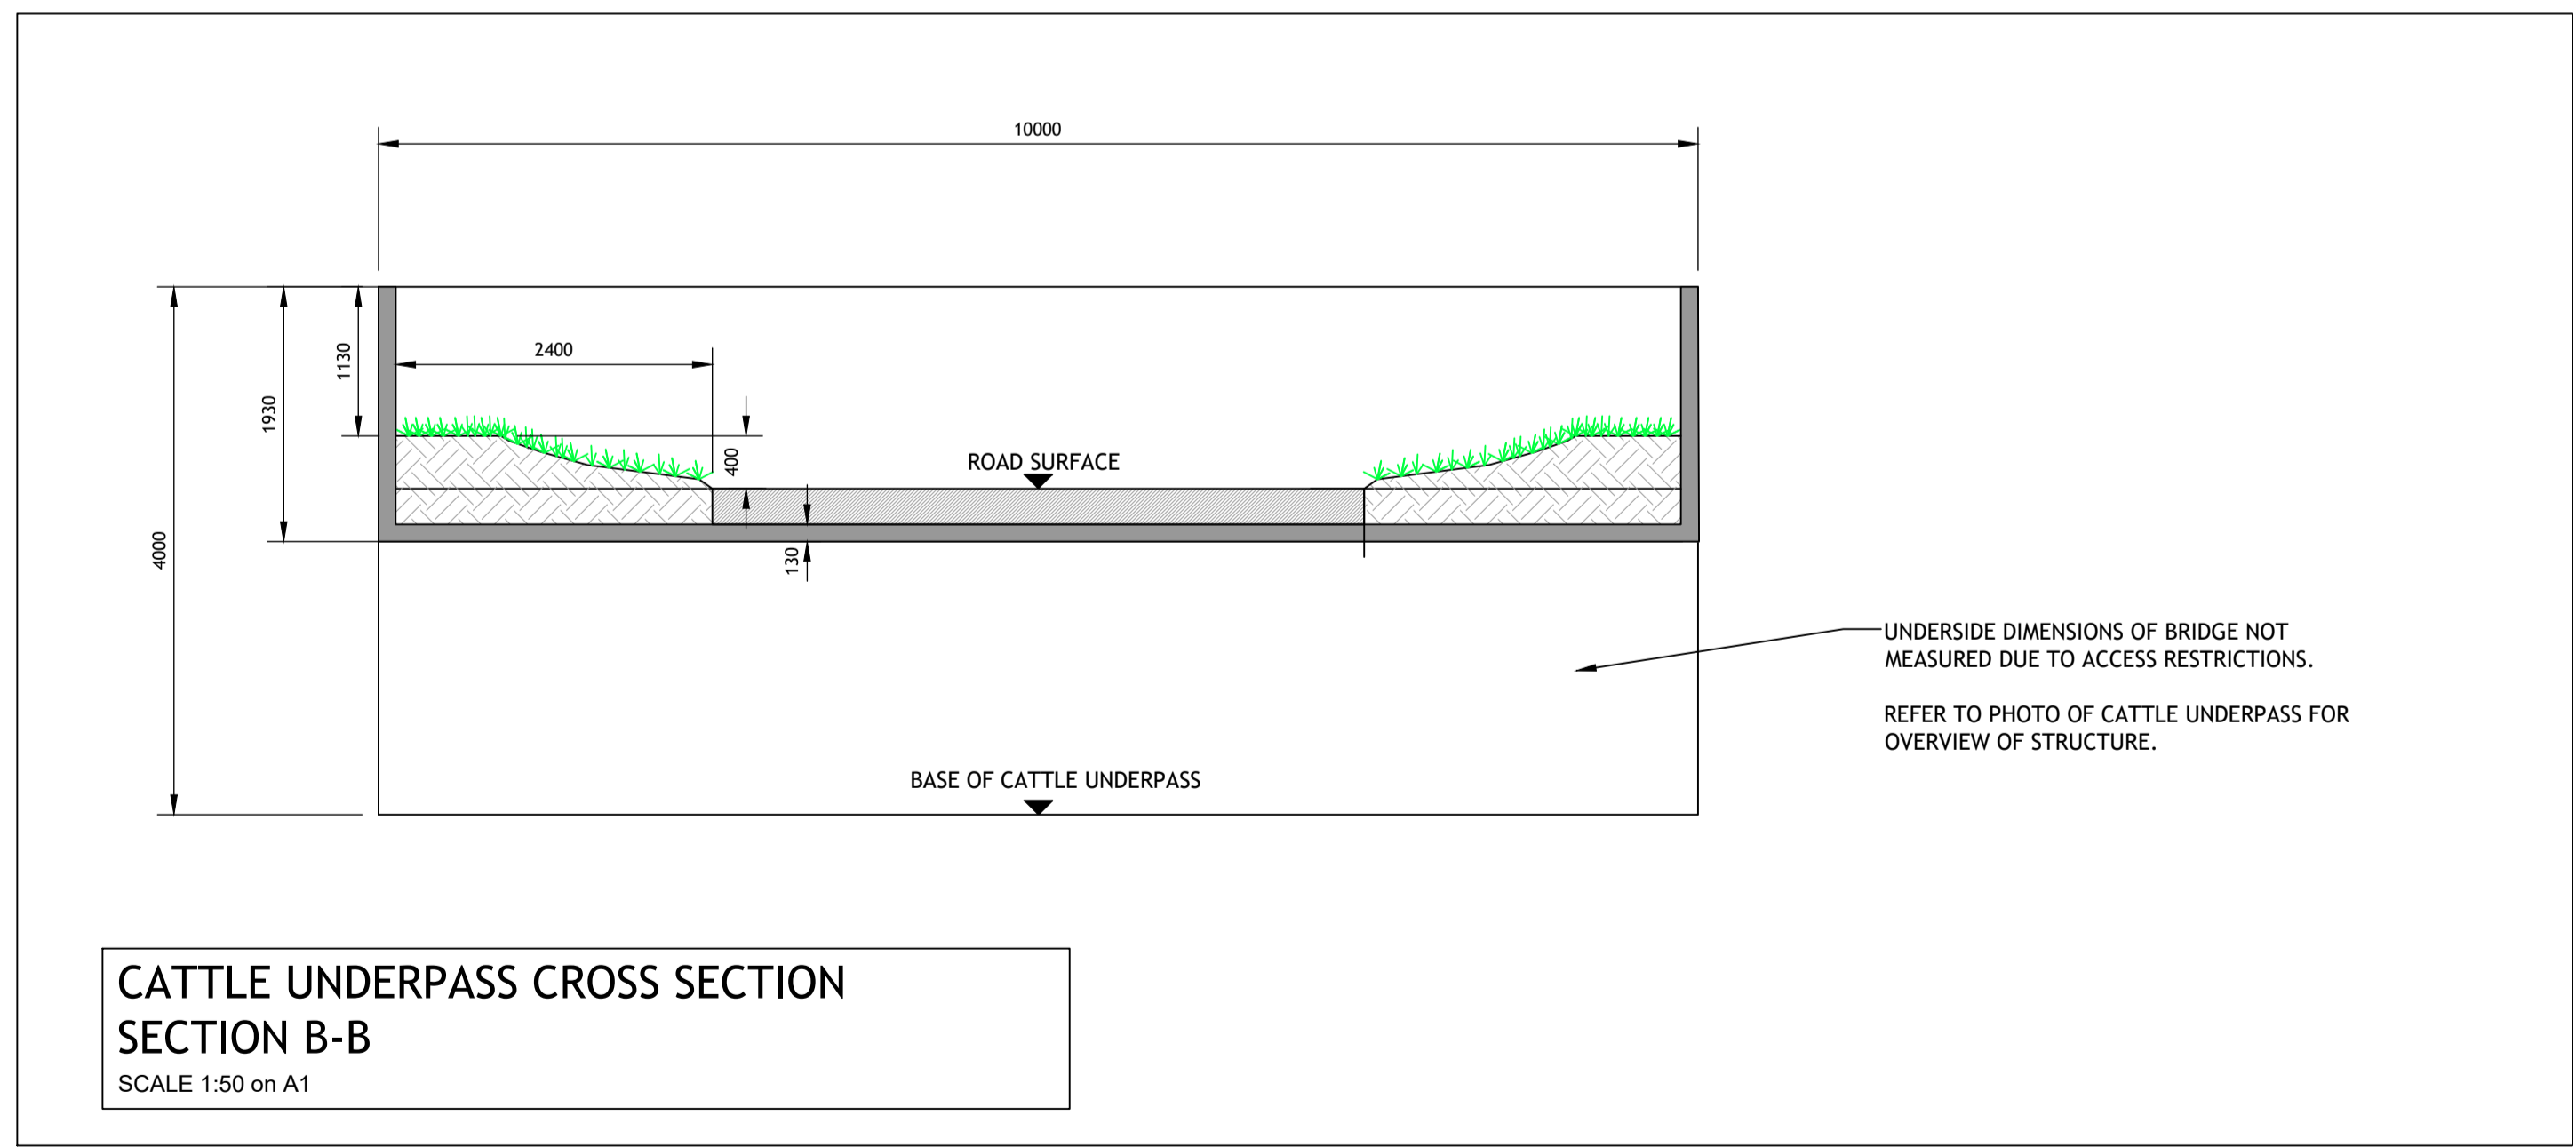 10000
2400
1130
1930
400
ROAD SURFACE
4000
130
UNDERSIDE DIMENSIONS OF BRIDGE NOT
MEASURED DUE TO ACCESS RESTRICTIONS.
REFER TO PHOTO OF CATTLE UNDERPASS FOR
OVERVIEW OF STRUCTURE.
BASE OF CATTLE UNDERPASS
CATTLE UNDERPASS CROSS SECTION
SECTION B-B
SCALE 1:50 on A1